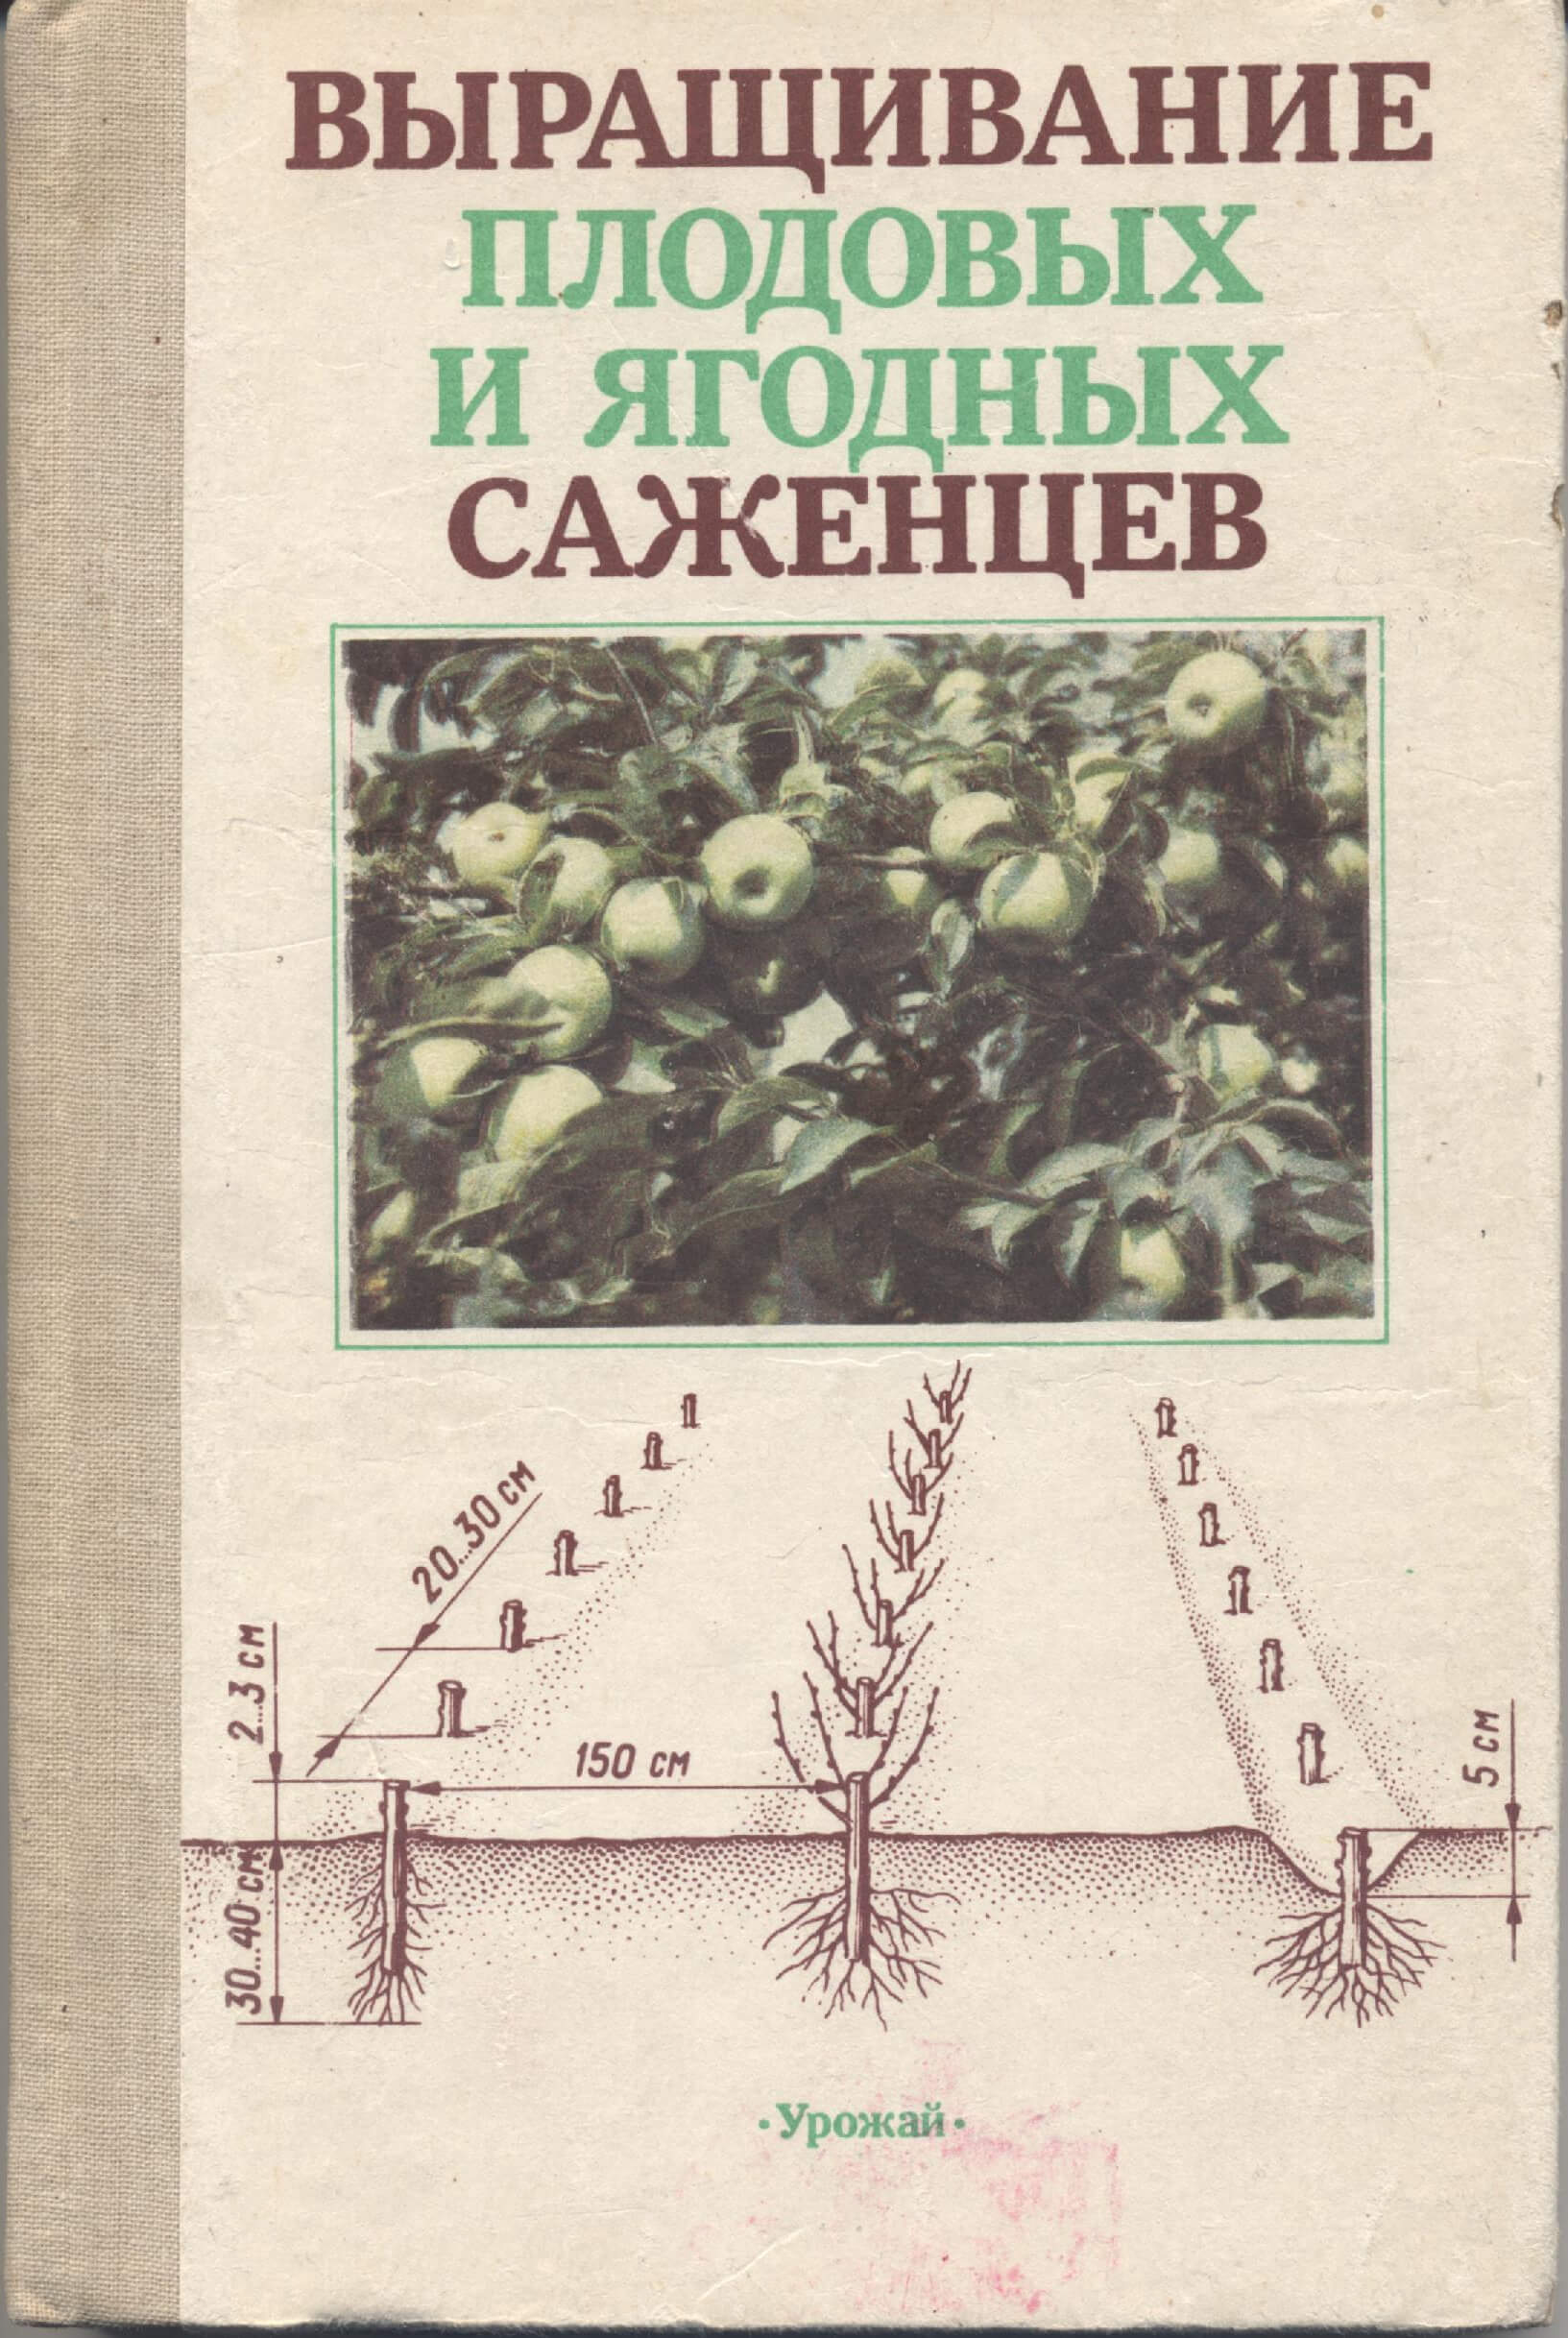 ВЫРАЩИВАНИЕ
ПЛОДОВЫХ
И ЯГОДНЫХ
САЖЕНЦЕВ
20...30 см
2...3 см
150 см
5 см
30...40 см
·Урожай·